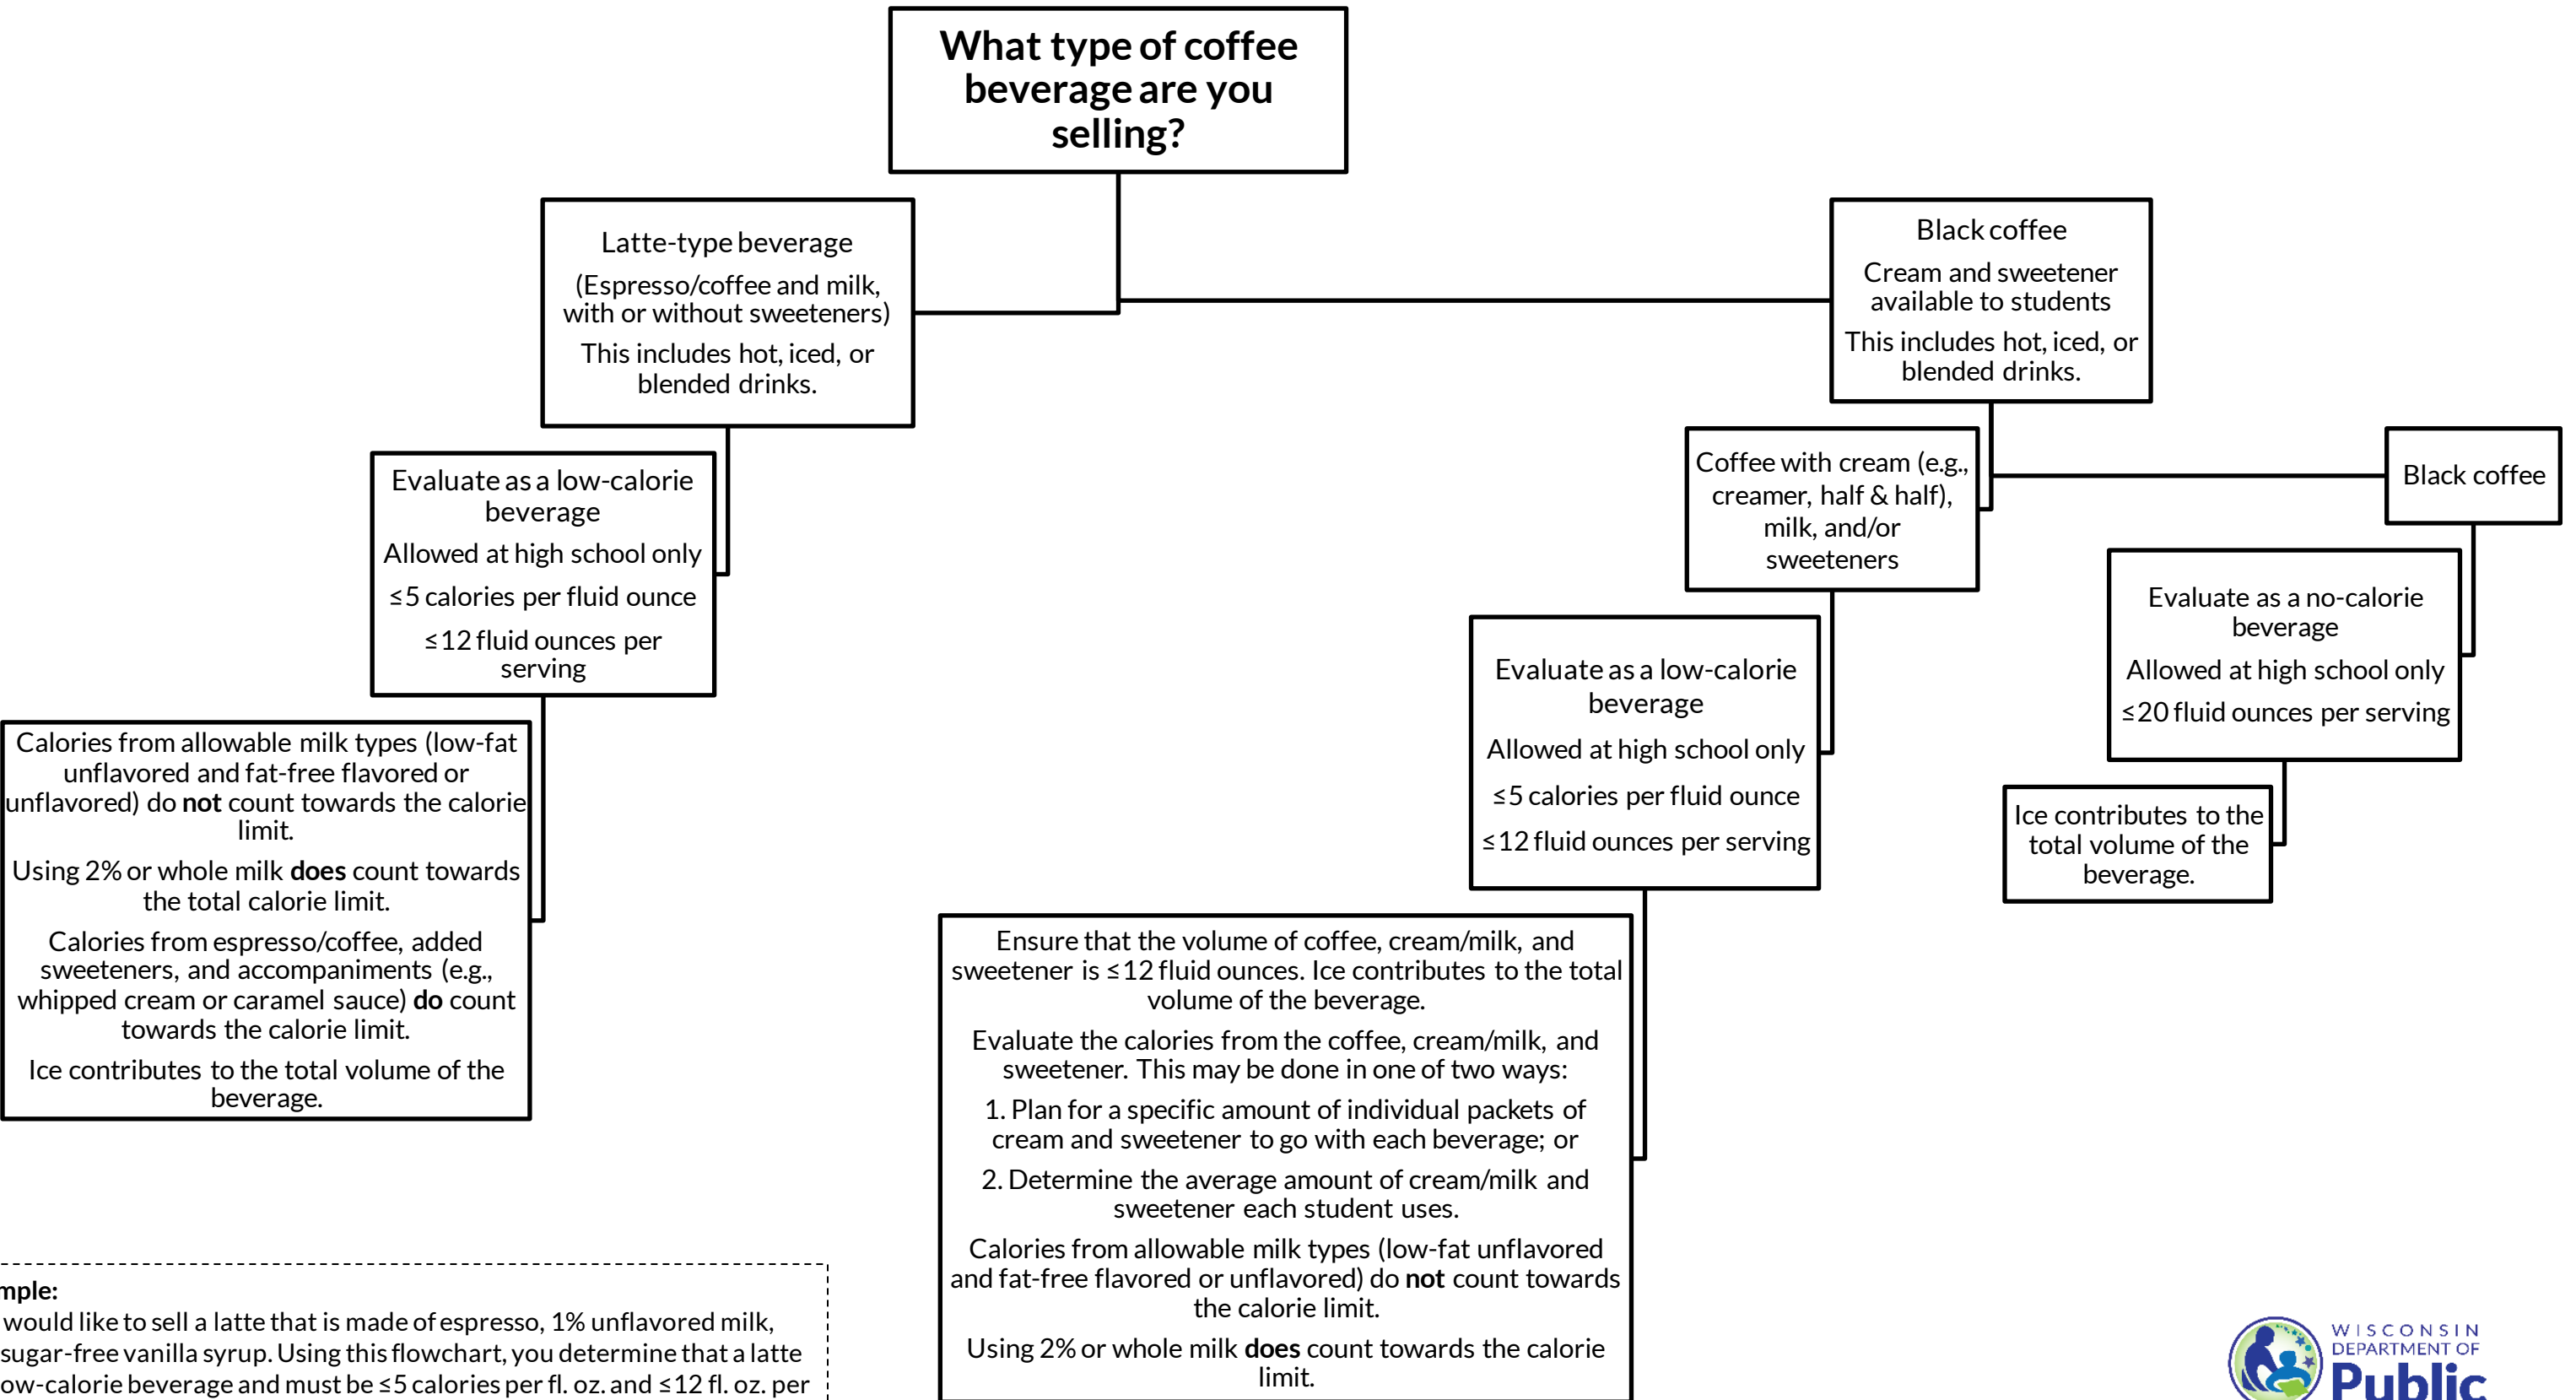 What type of coffee
beverage are you
selling?
Latte-type beverage
(Espresso/coffee and milk,
with or without sweeteners)
This includes hot, iced, or
blended drinks.
Black coffee
Cream and sweetener
available to students
This includes hot, iced, or
blended drinks.
Evaluate as a low-calorie
beverage
Allowed at high school only
≤5 calories per fluid ounce
≤12 fluid ounces per
serving
Coffee with cream (e.g.,
creamer, half & half),
milk, and/or
sweeteners
Black coffee
Evaluate as a low-calorie
beverage
Allowed at high school only
≤5 calories per fluid ounce
≤12 fluid ounces per serving
Evaluate as a no-calorie
beverage
Allowed at high school only
≤20 fluid ounces per serving
Ice contributes to the
total volume of the
beverage.
Calories from allowable milk types (low-fat
unflavored and fat-free flavored or
unflavored) do not count towards the calorie
limit.
Using 2% or whole milk does count towards
the total calorie limit.
Calories from espresso/coffee, added
sweeteners, and accompaniments (e.g.,
whipped cream or caramel sauce) do count
towards the calorie limit.
Ice contributes to the total volume of the
beverage.
Ensure that the volume of coffee, cream/milk, and
sweetener is ≤12 fluid ounces. Ice contributes to the total
volume of the beverage.
Evaluate the calories from the coffee, cream/milk, and
sweetener. This may be done in one of two ways:
1. Plan for a specific amount of individual packets of
cream and sweetener to go with each beverage; or
2. Determine the average amount of cream/milk and
sweetener each student uses.
Calories from allowable milk types (low-fat unflavored
and fat-free flavored or unflavored) do not count towards
the calorie limit.
Using 2% or whole milk does count towards the calorie
limit.
mple:
would like to sell a latte that is made of espresso, 1% unflavored milk,
sugar-free vanilla syrup. Using this flowchart, you determine that a latte
ow-calorie beverage and must be ≤5 calories per fl. oz. and ≤12 fl. oz. per
WISCONSIN
DEPARTMENT OF
Public